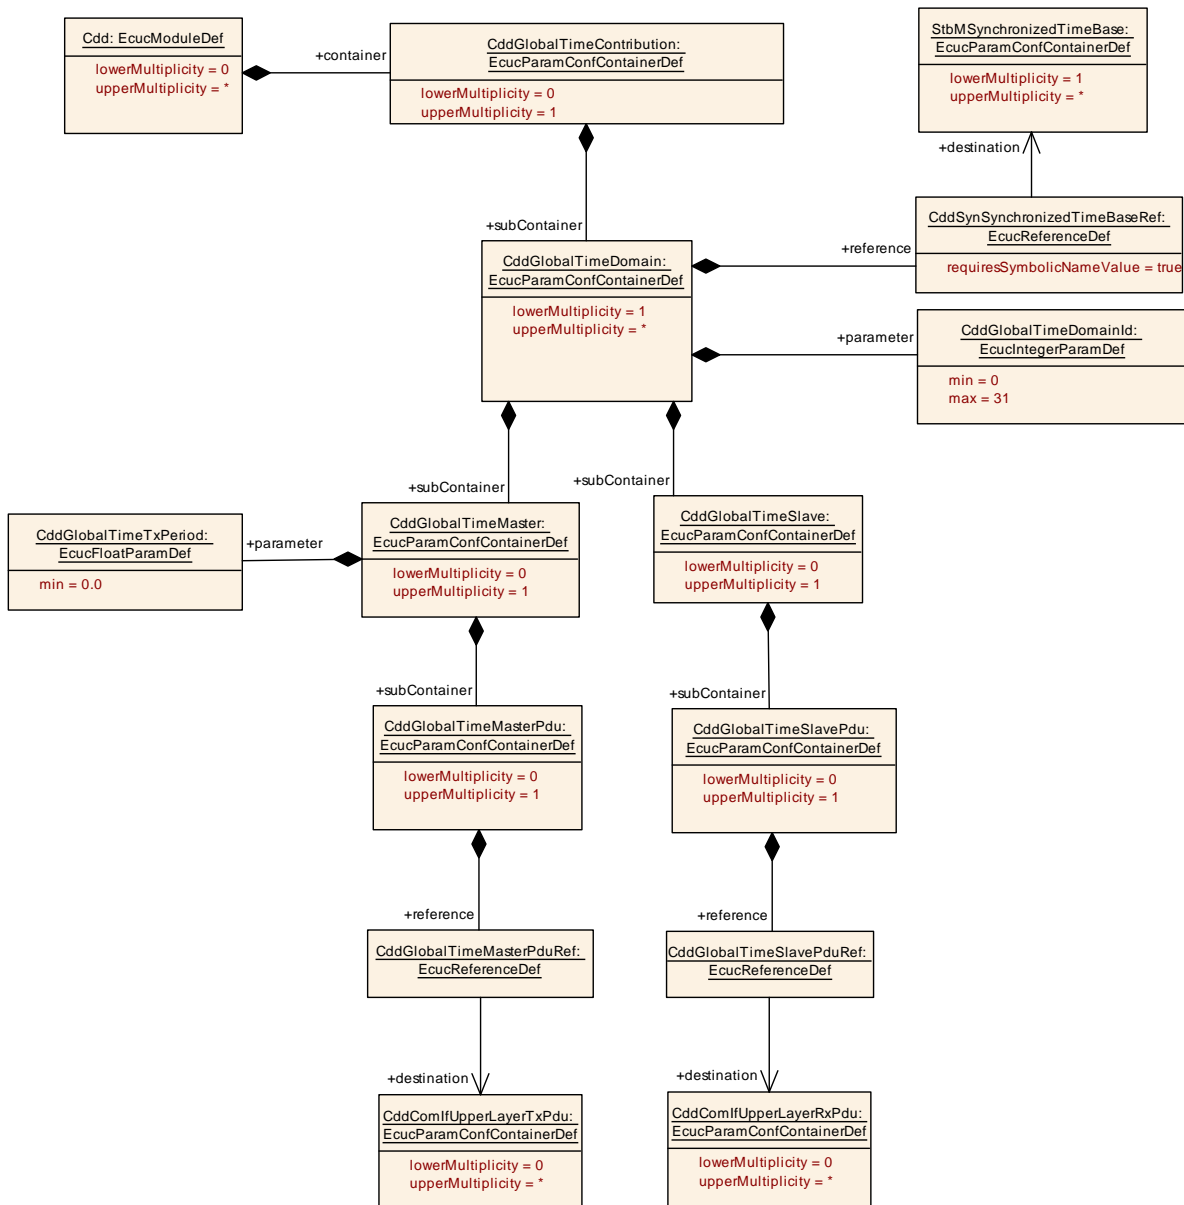 Cdd: EcucModuleDef
lowerMultiplicity = 0
upperMultiplicity = *
+container
CddGlobalTimeContribution:
EcucParamConfContainerDef
lowerMultiplicity = 0
upperMultiplicity = 1
StbMSynchronizedTimeBase:
EcucParamConfContainerDef
lowerMultiplicity = 1
upperMultiplicity = *
+destination
+subContainer
CddGlobalTimeDomain:
EcucParamConfContainerDef
lowerMultiplicity = 1
upperMultiplicity = *
+reference
CddSynSynchronizedTimeBaseRef:
EcucReferenceDef
requiresSymbolicNameValue = true
+parameter
CddGlobalTimeDomainId:
EcucIntegerParamDef
min = 0
max = 31
+subContainer
+subContainer
CddGlobalTimeTxPeriod:
EcucFloatParamDef
min = 0.0
+parameter
CddGlobalTimeMaster:
EcucParamConfContainerDef
lowerMultiplicity = 0
upperMultiplicity = 1
CddGlobalTimeSlave:
EcucParamConfContainerDef
lowerMultiplicity = 0
upperMultiplicity = 1
+subContainer
+subContainer
CddGlobalTimeMasterPdu:
EcucParamConfContainerDef
lowerMultiplicity = 0
upperMultiplicity = 1
CddGlobalTimeSlavePdu:
EcucParamConfContainerDef
lowerMultiplicity = 0
upperMultiplicity = 1
+reference
+reference
CddGlobalTimeMasterPduRef:
EcucReferenceDef
CddGlobalTimeSlavePduRef:
EcucReferenceDef
+destination
+destination
CddComIfUpperLayerTxPdu:
EcucParamConfContainerDef
lowerMultiplicity = 0
upperMultiplicity = *
CddComIfUpperLayerRxPdu:
EcucParamConfContainerDef
lowerMultiplicity = 0
upperMultiplicity = *